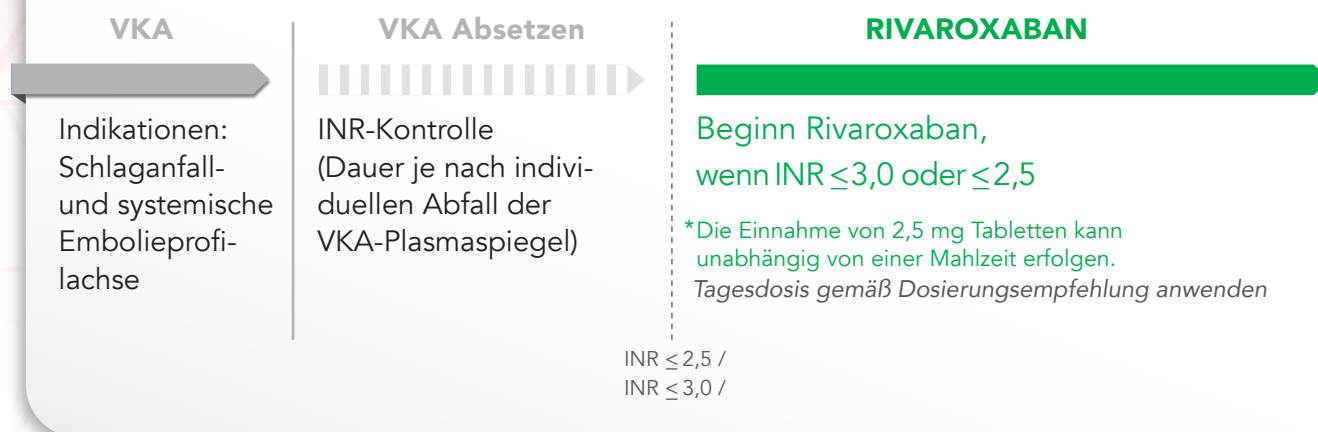 VKA
Indikationen:
Schlaganfall-
und systemische
Embolieprofi-
lachse
VKA Absetzen
INR-Kontrolle
(Dauer je nach indivi-
duellen Abfall der
VKA-Plasmaspiegel)
RIVAROXABAN
Beginn Rivaroxaban,
wenn INR ≤3,0 oder ≤2,5
*Die Einnahme von 2,5 mg Tabletten kann
unabhängig von einer Mahlzeit erfolgen.
Tagesdosis gemäß Dosierungsempfehlung anwenden
INR ≤ 2,5 /
INR ≤ 3,0 /